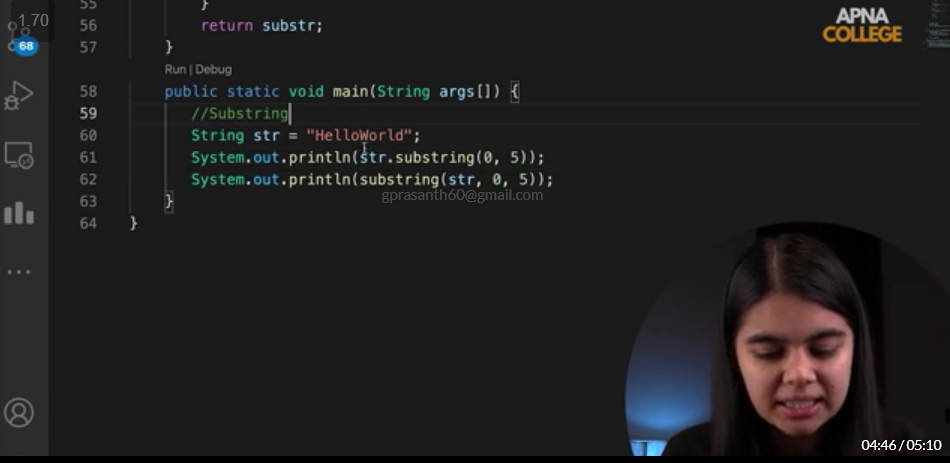 1.70
APNA
COLLEGE
68
55 }
56 return substr;
57 }
Run | Debug
58 public static void main(String args[]) {
59 //Substring
60 String str = "HelloWorld";
61 System.out.println(str.substring(0, 5));
62 System.out.println(substring(str, 0, 5));
63 }
gprasanth60@gmail.com
64 }
04:46 / 05:10